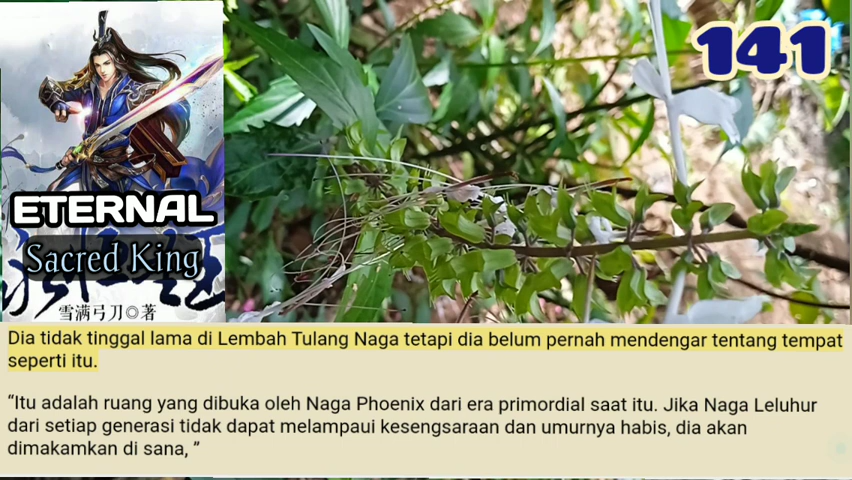 141
ETERNAL
Sacred King
雪满弓刀◎著
Dia tidak tinggal lama di Lembah Tulang Naga tetapi dia belum pernah mendengar tentang tempat
seperti itu.
“Itu adalah ruang yang dibuka oleh Naga Phoenix dari era primordial saat itu. Jika Naga Leluhur
dari setiap generasi tidak dapat melampaui kesengsaraan dan umurnya habis, dia akan
dimakamkan di sana, ”